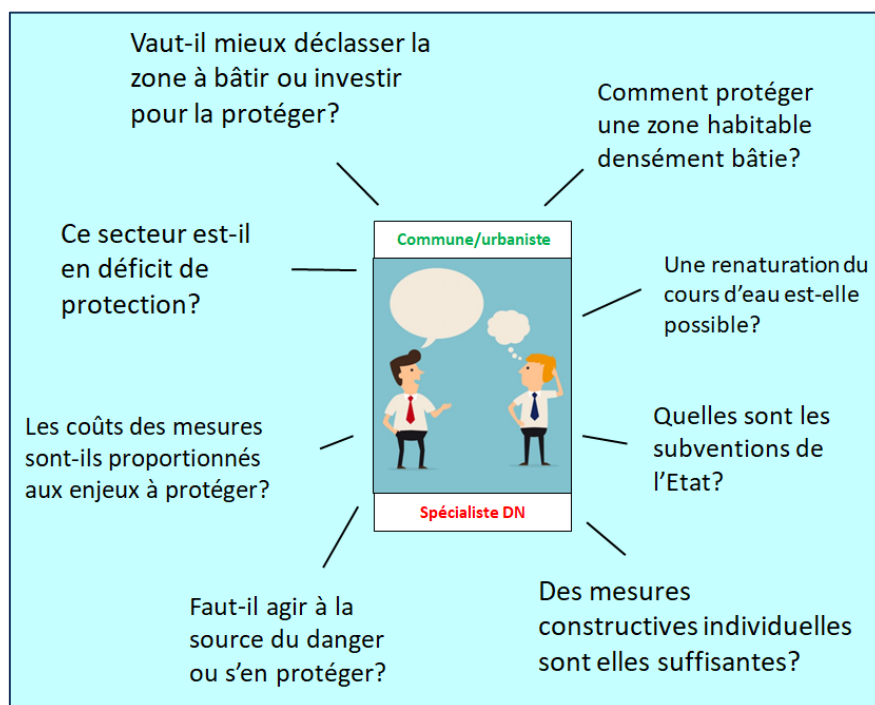 Vaut-il mieux déclasser la
zone à bâtir ou investir
pour la protéger?
Comment protéger
une zone habitable
densément bâtie?
Ce secteur est-il
en déficit de
protection?
Commune/urbaniste
Une renaturation du
cours d'eau est-elle
possible?
Les coûts des mesures
sont-ils proportionnés
aux enjeux à protéger?
Quelles sont les
subventions de
l'Etat?
Spécialiste DN
Faut-il agir à la
source du danger
ou s'en protéger?
Des mesures
constructives individuelles
sont elles suffisantes?